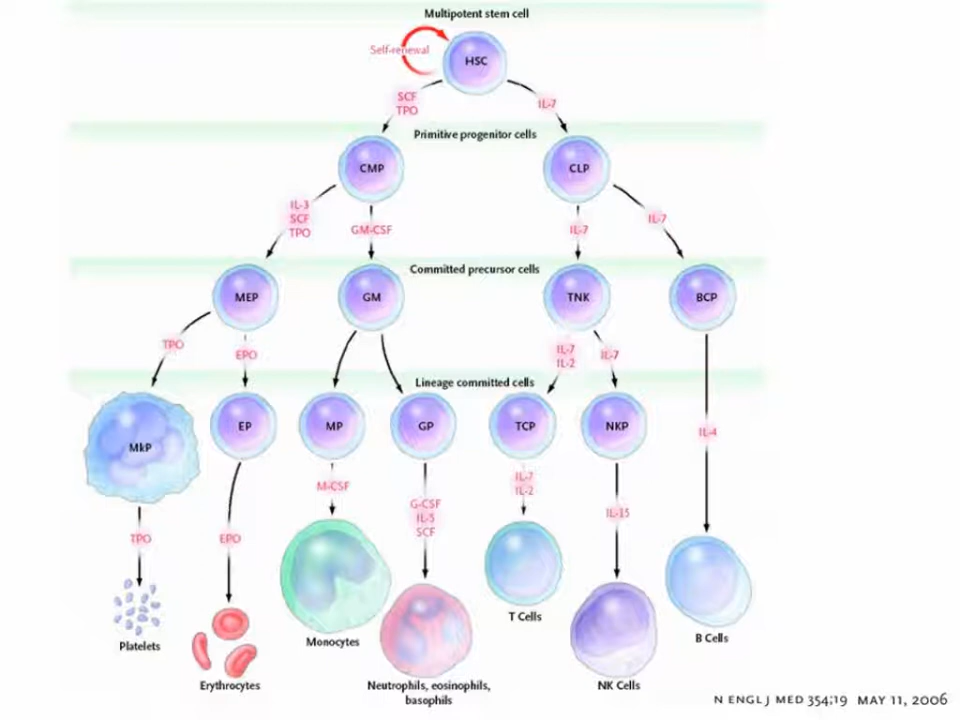 Multipotent stem cell
Self-renewal
HSC
SCF
TPO
IL-7
Primitive progenitor cells
CMP
CLP
IL-3
SCF
TPO
GM-CSF
IL-7
IL-7
Committed precursor cells
MEP
GM
TNK
BCP
TPO
EPO
IL-7
IL-2
IL-7
Lineage committed cells
MkP
EP
MP
GP
TCP
NKP
IL-4
M-CSF
G-CSF
IL-5
SCF
IL-7
IL-2
IL-15
TPO
EPO
Platelets
Erythrocytes
Monocytes
Neutrophils, eosinophils,
basophils
T Cells
NK Cells
B Cells
N ENGL J MED 354;19 MAY 11, 2006